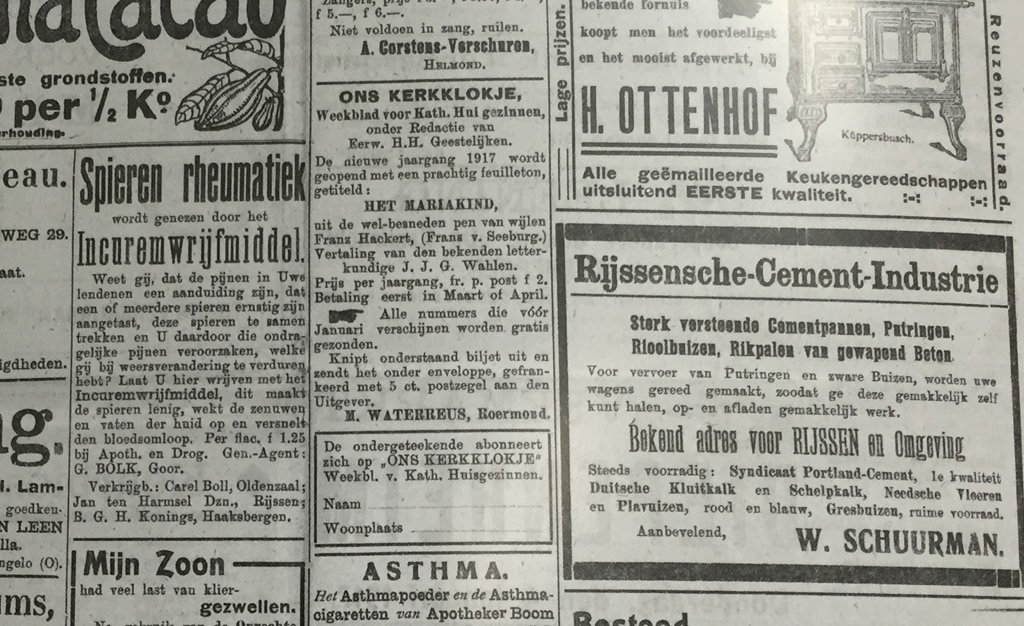 Cacao
ste grondstoffen.
per ½ Ko
rhouding.
eau.
WEG 29.
aat.
igdheden.
g.
H. Lam-
goedkeu-
N LEEN
lla.
ngelo (O).
ums,
Spieren rheumatiek
wordt genezen door het
Incuremwrijfmiddel.
Weet gij, dat de pijnen in Uwe
lendenen een aanduiding zijn, dat
een of meerdere spieren ernstig zijn
aangetast, deze spieren te samen
trekken en U daardoor die ondra-
gelijke pijnen veroorzaken, welke
gij bij weersverandering te verduren
hebt? Laat U hier wrijven met het
Incuremwrijfmiddel, dit maakt
de spieren lenig, wekt de zenuwen
en vaten der huid op en versnelt
den bloedsomloop. Per flac. f 1.25
bij Apoth. en Drog. Gen.-Agent:
G. BOLK, Goor.
Verkrijgb.: Carel Boll, Oldenzaal;
Jan ten Harmsel Dzn., Rijssen;
B. G. H. Konings, Haaksbergen.
Mijn Zoon
had veel last van klier-
gezwellen.
f 5.—, f 6.—.
Niet voldoen in zang, ruilen.
A. Corstens-Verschuren,
HELMOND.
ONS KERKKLOKJE,
Weekblad voor Kath. Hui gezinnen,
onder Redactie van
Eerw. H.H. Geestelijken.
De nieuwe jaargang 1917 wordt
geopend met een prachtig feuilleton,
getiteld:
HET MARIAKIND,
uit de wel-besneden pen van wijlen
Franz Hackert, (Frans v. Seeburg.)
Vertaling van den bekenden letter-
kundige J. J. G. Wahlen.
Prijs per jaargang, fr. p. post f 2.
Betaling eerst in Maart of April.
Alle nummers die vóór
Januari verschijnen worden gratis
gezonden.
Knipt onderstaand biljet uit en
zendt het onder enveloppe, gefran-
keerd met 5 ct. postzegel aan den
Uitgever.
M. WATERREUS, Roermond.
De ondergeteekende abonneert
zich op „ONS KERKKLOKJE”
Weekbl. v. Kath. Huisgezinnen.
Naam
Woonplaats
ASTHMA.
Het Asthmapoeder en de Asthma-
cigaretten van Apotheker Boom
Lage prijzen.
bekende fornuis
koopt men het voordeeligst
en het mooist afgewerkt, bij
H. OTTENHOF
Küppersbusch.
Reuzenvoorraad.
Alle geëmailleerde Keukengereedschappen
uitsluitend EERSTE kwaliteit. :-: :-:
Rijssensche-Cement-Industrie
Sterk versteende Cementpannen, Putringen,
Rioolbuizen, Rikpalen van gewapend Beton
Voor vervoer van Putringen en zware Buizen, worden uwe
wagens gereed gemaakt, zoodat ge deze gemakkelijk zelf
kunt halen, op- en afladen gemakkelijk werk.
Bekend adres voor RIJSSEN en Omgeving
Steeds voorradig: Syndicaat Portland-Cement, 1e kwaliteit
Duitsche Kluitkalk en Schelpkalk, Needsche Vloeren
en Plavuizen, rood en blauw, Gresbuizen, ruime voorraad.
Aanbevelend,
W. SCHUURMAN.
Besteed